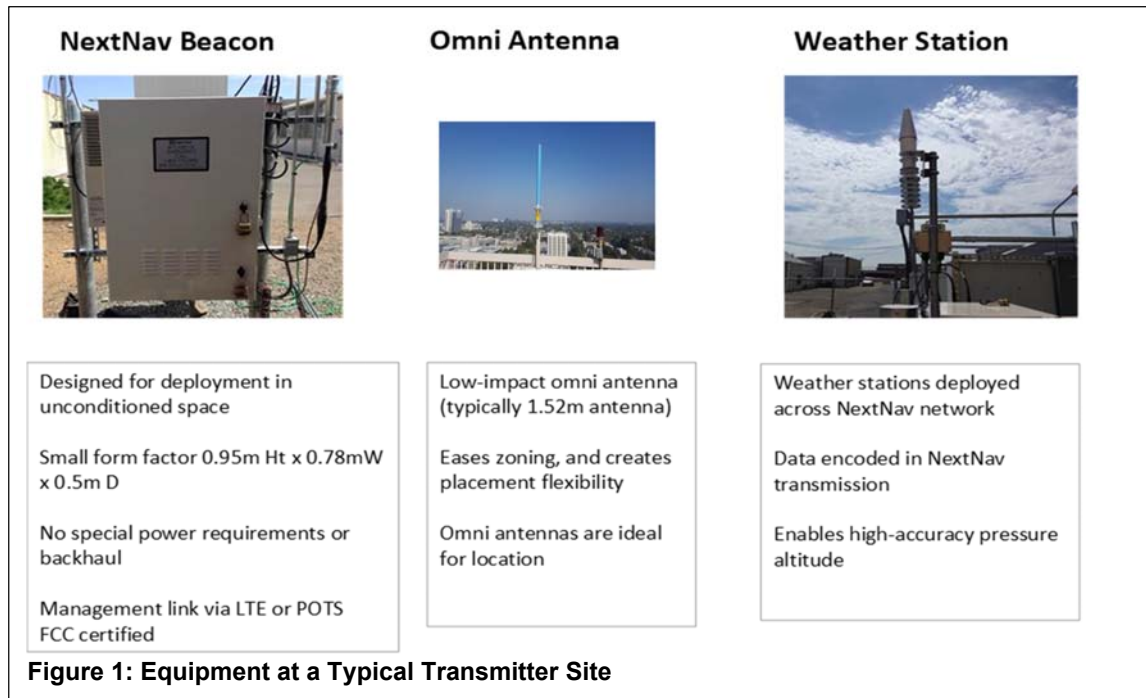 NextNav Beacon
Omni Antenna
Weather Station
Designed for deployment in
unconditioned space
Small form factor 0.95m Ht x 0.78mW
x 0.5m D
No special power requirements or
backhaul
Management link via LTE or POTS
FCC certified
Low-impact omni antenna
(typically 1.52m antenna)
Eases zoning, and creates
placement flexibility
Omni antennas are ideal
for location
Weather stations deployed
across NextNav network
Data encoded in NextNav
transmission
Enables high-accuracy pressure
altitude
Figure 1: Equipment at a Typical Transmitter Site